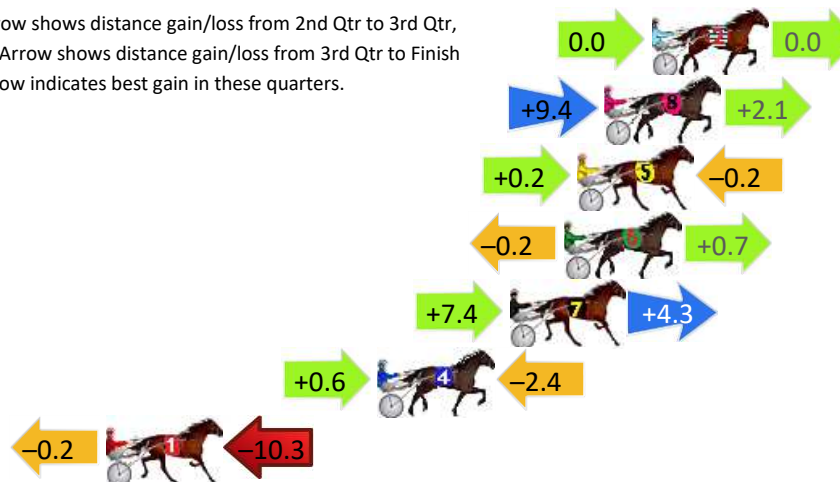 row shows distance gain/loss from 2nd Qtr to 3rd Qtr,
Arrow shows distance gain/loss from 3rd Qtr to Finish
ow indicates best gain in these quarters.
0.0 2 0.0
+9.4 8 +2.1
+0.2 5 –0.2
–0.2 6 +0.7
+7.4 7 +4.3
+0.6 4 –2.4
–0.2 1 –10.3